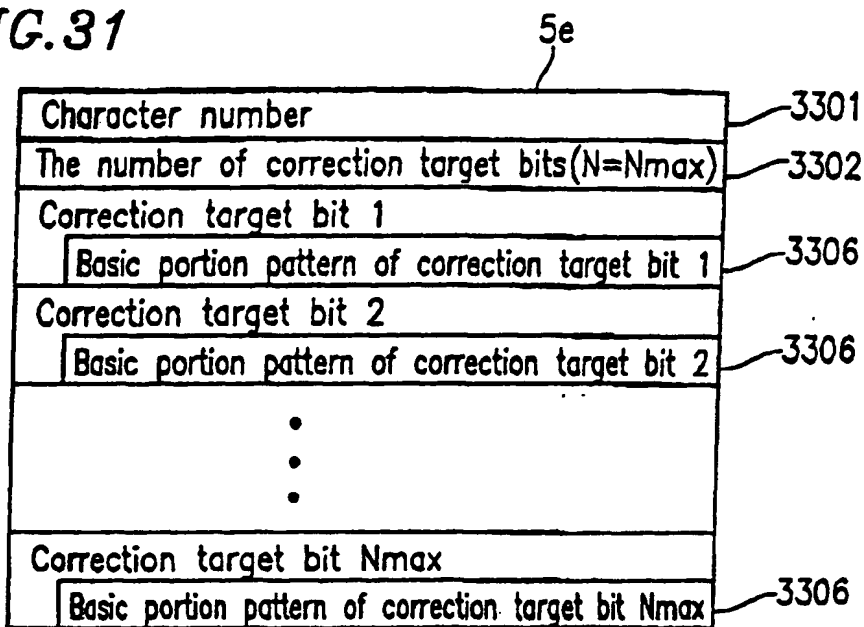 G.31
5e
Character number
3301
The number of correction target bits(N=Nmax)
3302
Correction target bit 1
Basic portion pattern of correction target bit 1
3306
Correction target bit 2
Basic portion pattern of correction target bit 2
3306
Correction target bit Nmax
Basic portion pattern of correction target bit Nmax
3306